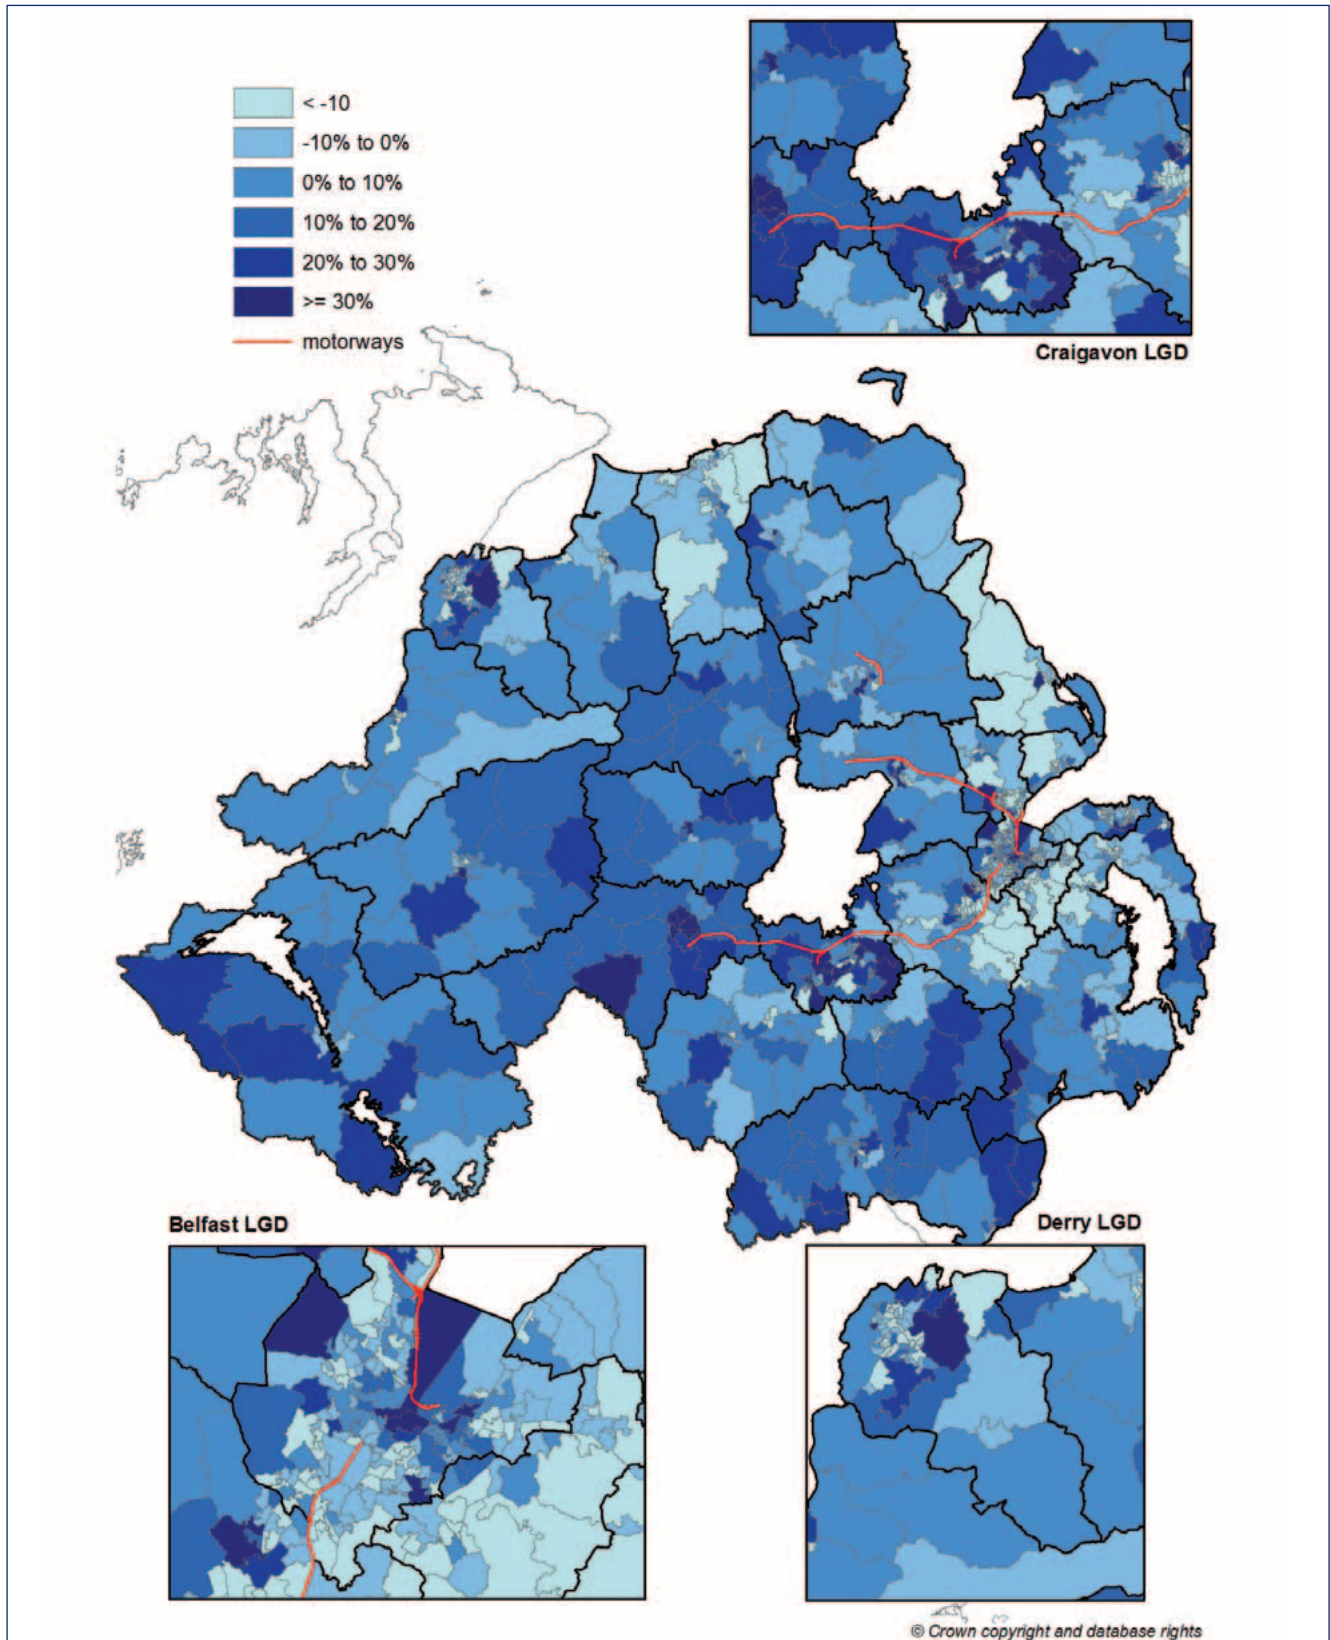 < -10
-10% to 0%
0% to 10%
10% to 20%
20% to 30%
>= 30%
motorways
Craigavon LGD
Belfast LGD
Derry LGD
© Crown copyright and database rights